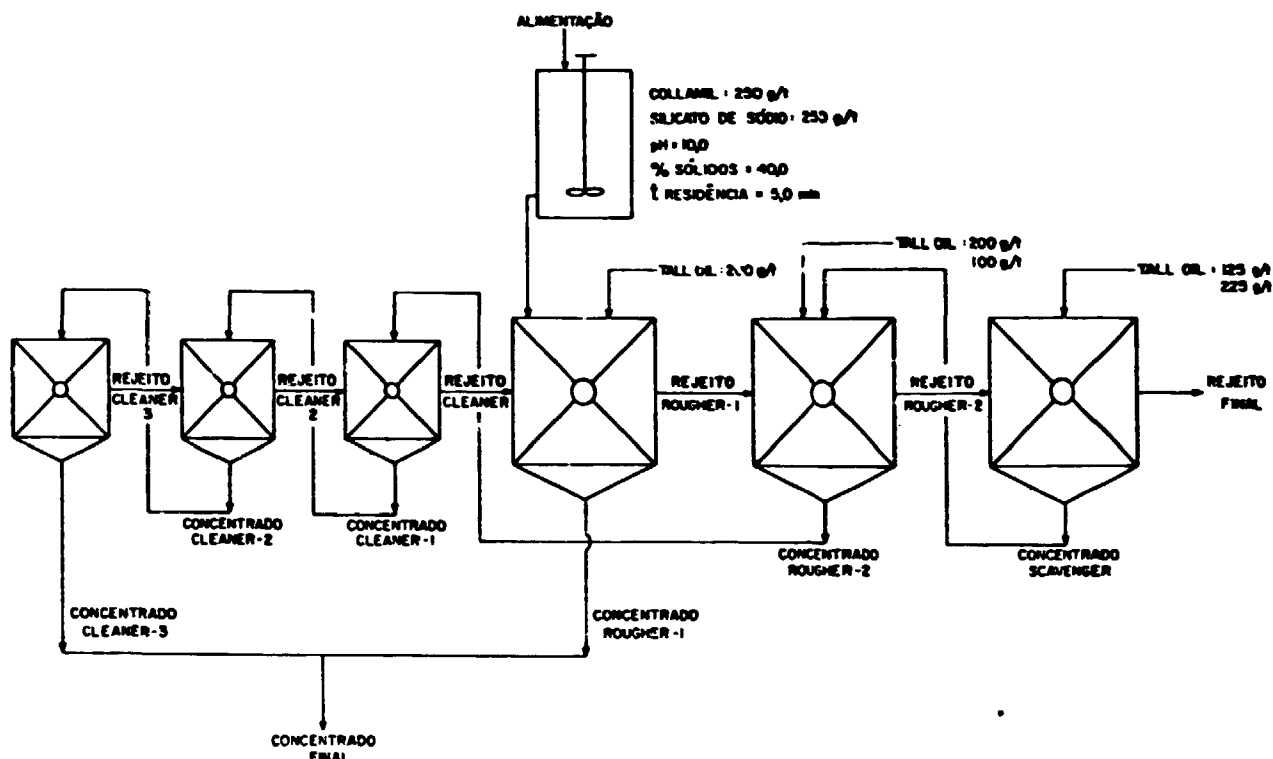 ALIMENTAÇÃO
COLLAMIL : 250 g/t
SILICATO DE SÓDIO : 250 g/t
pH = 10,0
% SÓLIDOS = 40,0
t RESIDÊNCIA = 5,0 min
TALL OIL : g/t
TALL OIL : 200 g/t
100 g/t
TALL OIL : 125 g/t
225 g/t
REJEITO
CLEANER
3
REJEITO
CLEANER
2
REJEITO
CLEANER
1
REJEITO
ROUGHER-1
REJEITO
ROUGHER-2
REJEITO
FINAL
CONCENTRADO
CLEANER-2
CONCENTRADO
CLEANER-1
CONCENTRADO
ROUGHER-2
CONCENTRADO
SCAVENGER
CONCENTRADO
CLEANER-3
CONCENTRADO
ROUGHER-1
CONCENTRADO
FINAL